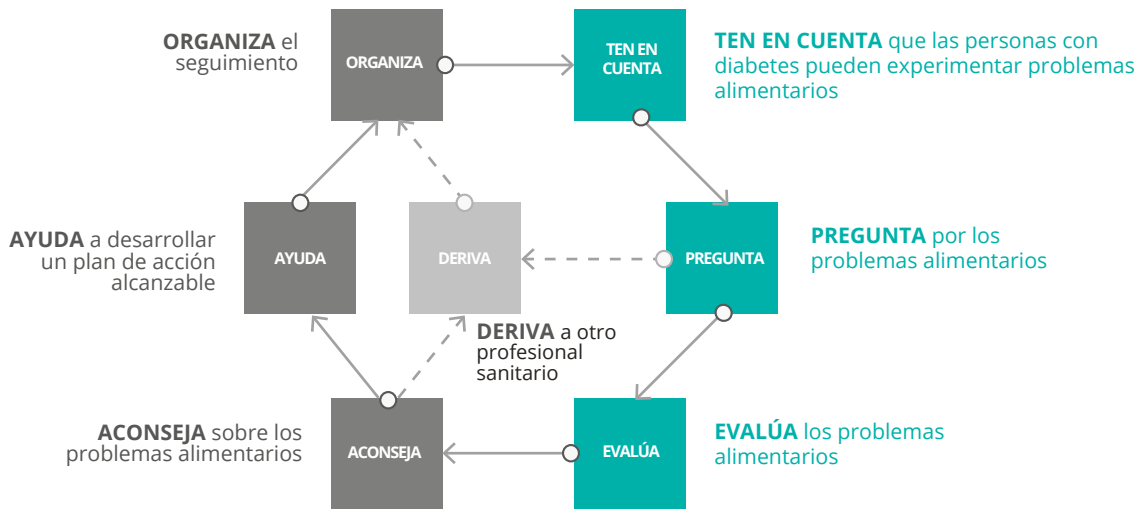 ORGANIZA el
seguimiento
ORGANIZA
TEN EN
CUENTA
TEN EN CUENTA que las personas con
diabetes pueden experimentar problemas
alimentarios
AYUDA a desarrollar
un plan de acción
alcanzable
AYUDA
DERIVA
PREGUNTA
PREGUNTA por los
problemas alimentarios
DERIVA a otro
profesional
sanitario
ACONSEJA sobre los
problemas alimentarios
ACONSEJA
EVALÚA
EVALÚA los problemas
alimentarios